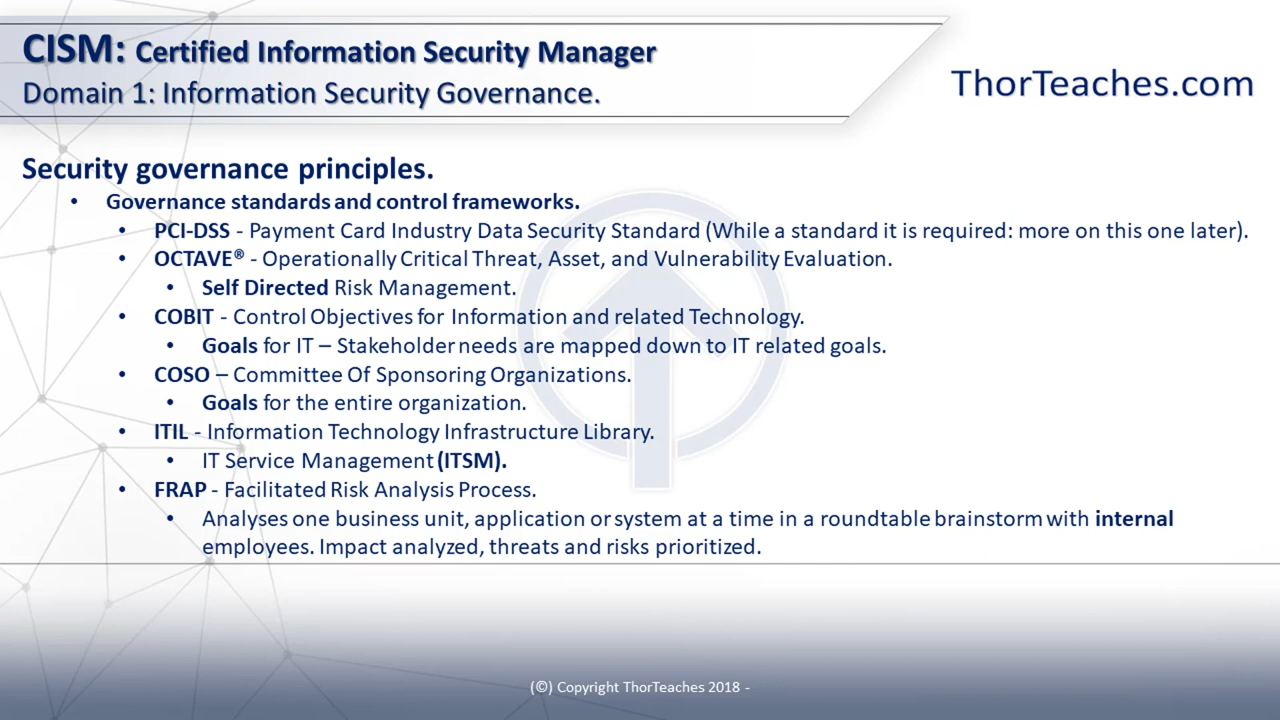 CISM: Certified Information Security Manager
Domain 1: Information Security Governance.
ThorTeaches.com
Security governance principles.
• Governance standards and control frameworks.
• PCI-DSS - Payment Card Industry Data Security Standard (While a standard it is required: more on this one later).
• OCTAVE® - Operationally Critical Threat, Asset, and Vulnerability Evaluation.
• Self Directed Risk Management.
• COBIT - Control Objectives for Information and related Technology.
• Goals for IT – Stakeholder needs are mapped down to IT related goals.
• COSO – Committee Of Sponsoring Organizations.
• Goals for the entire organization.
• ITIL - Information Technology Infrastructure Library.
• IT Service Management (ITSM).
• FRAP - Facilitated Risk Analysis Process.
• Analyses one business unit, application or system at a time in a roundtable brainstorm with internal
employees. Impact analyzed, threats and risks prioritized.
(©) Copyright ThorTeaches 2018 -